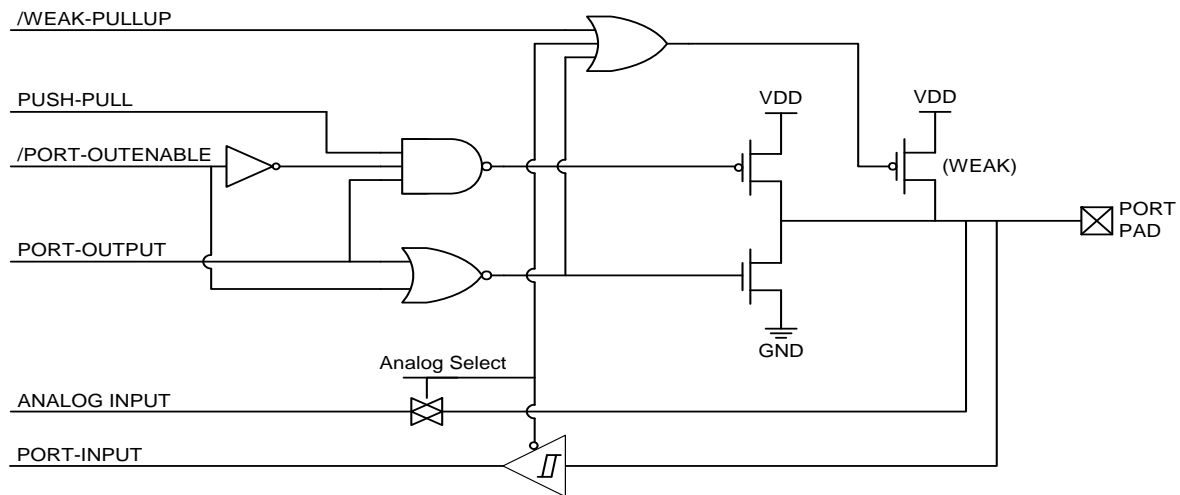 /WEAK-PULLUP
PUSH-PULL
VDD
VDD
/PORT-OUTENABLE
(WEAK)
PORT
PAD
PORT-OUTPUT
GND
Analog Select
ANALOG INPUT
PORT-INPUT